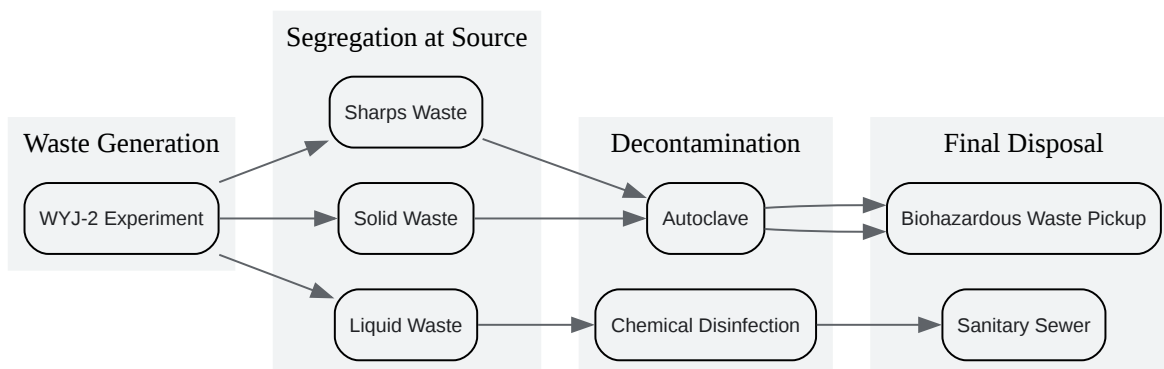 Waste Generation
WYJ-2 Experiment
Segregation at Source
Sharps Waste
Solid Waste
Liquid Waste
Decontamination
Autoclave
Chemical Disinfection
Final Disposal
Biohazardous Waste Pickup
Sanitary Sewer